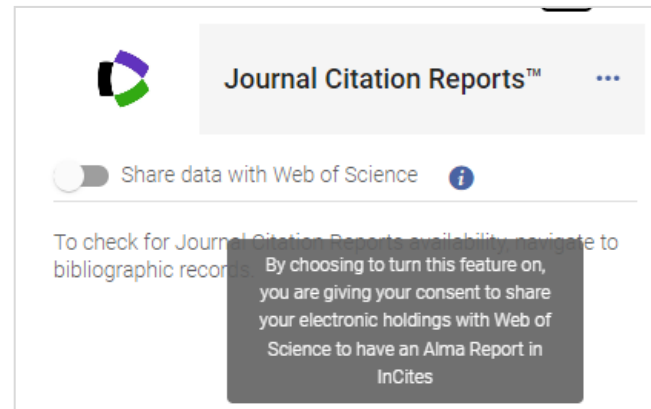 Journal Citation Reports™
Share data with Web of Science
To check for Journal Citation Reports availability, navigate to
bibliographic records.
By choosing to turn this feature on,
you are giving your consent to share
your electronic holdings with Web of
Science to have an Alma Report in
InCites